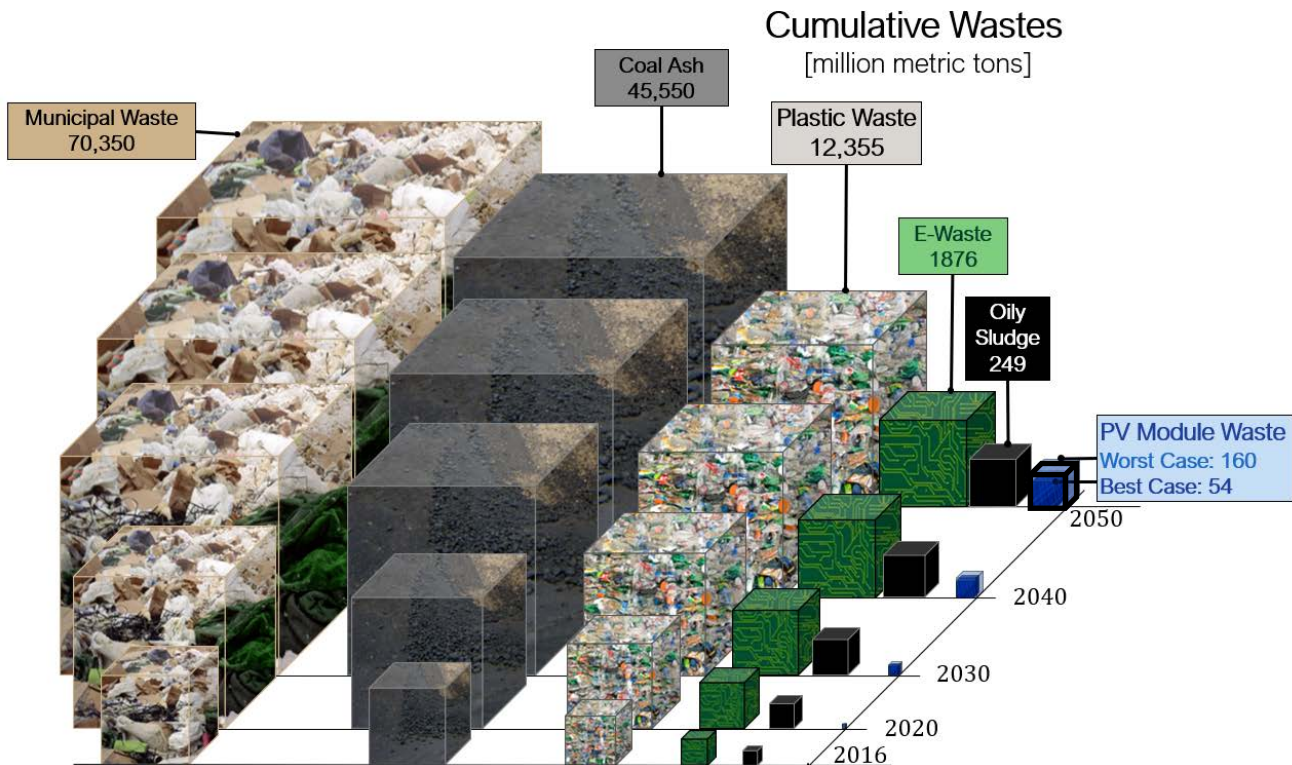 Cumulative Wastes
[million metric tons]
Municipal Waste
70,350
Coal Ash
45,550
Plastic Waste
12,355
E-Waste
1876
Oily
Sludge
249
PV Module Waste
Worst Case: 160
Best Case: 54
2050
2040
2030
2020
2016